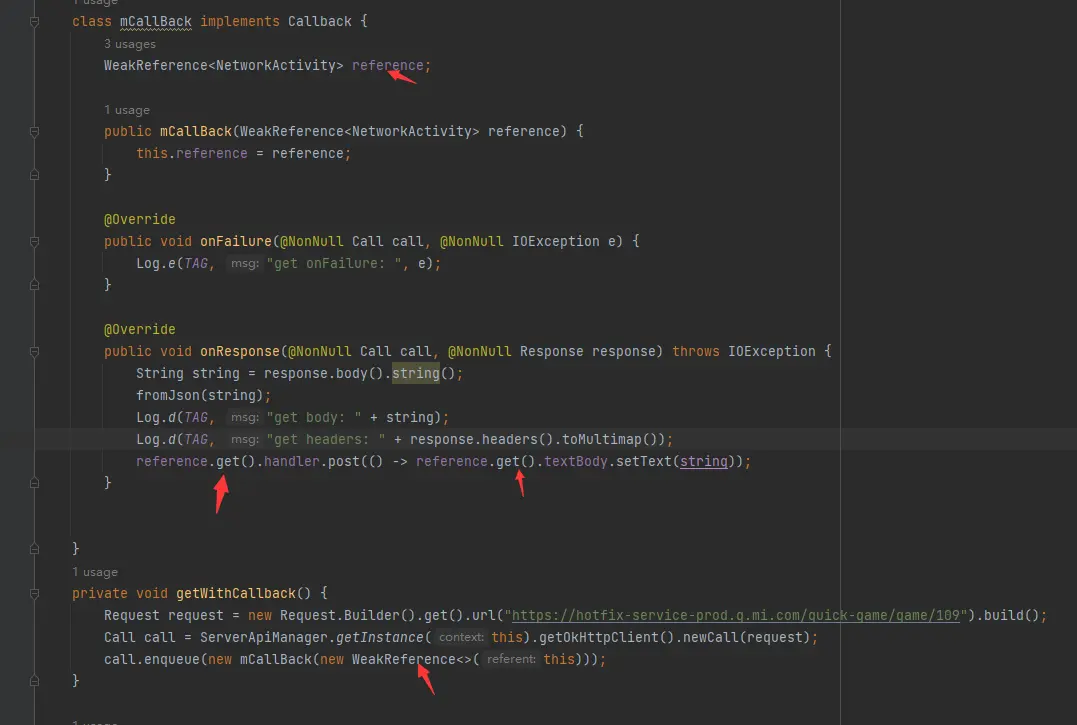 1 usage
class mCallBack implements Callback {
3 usages
WeakReference<NetworkActivity> reference;
1 usage
public mCallBack(WeakReference<NetworkActivity> reference) {
this.reference = reference;
}
@Override
public void onFailure(@NonNull Call call, @NonNull IOException e) {
Log.e(TAG, msg: "get onFailure: ", e);
}
@Override
public void onResponse(@NonNull Call call, @NonNull Response response) throws IOException {
String string = response.body().string();
fromJson(string);
Log.d(TAG, msg: "get body: " + string);
Log.d(TAG, msg: "get headers: " + response.headers().toMultimap());
reference.get().handler.post(() -> reference.get().textBody.setText(string));
}
}
1 usage
private void getWithCallback() {
Request request = new Request.Builder().get().url("https://hotfix-service-prod.g.mi.com/quick-game/game/109").build();
Call call = ServerApiManager.getInstance( context: this).getOkHttpClient().newCall(request);
call.enqueue(new mCallBack(new WeakReference<>( referent: this)));
}
1 usage